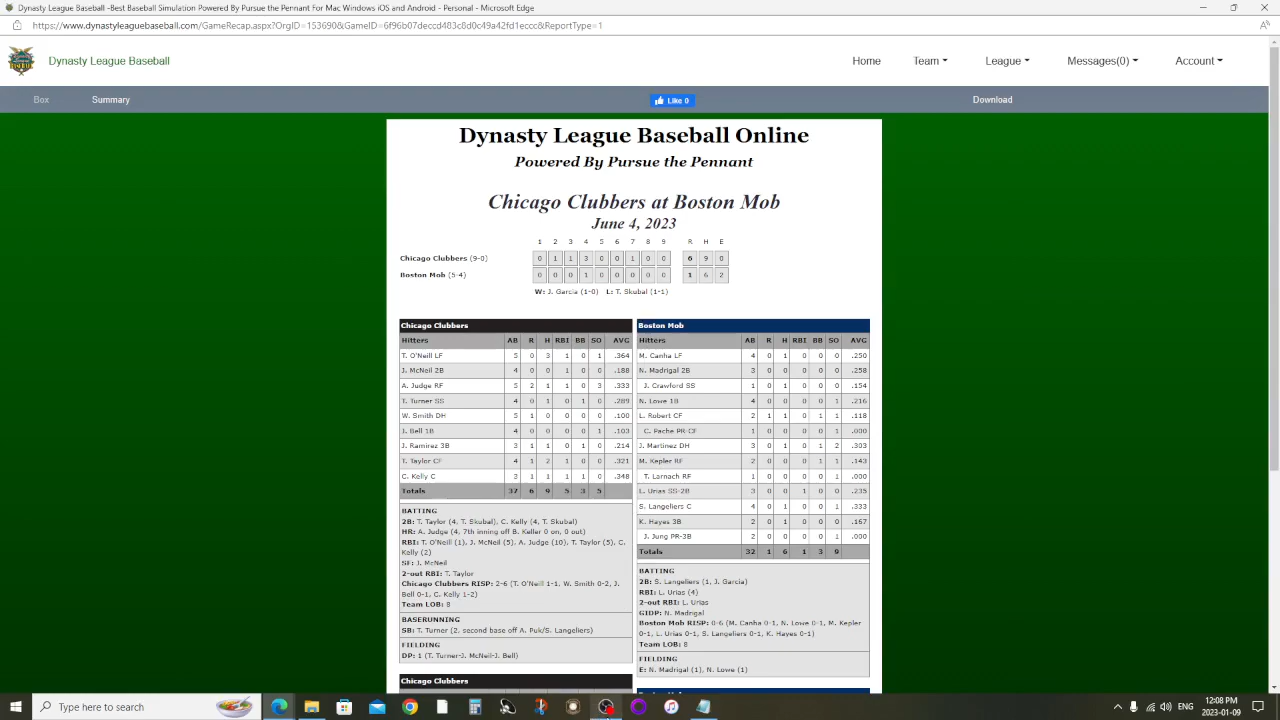 Dynasty League Baseball -Best Baseball Simulation Powered By Pursue the Pennant For Mac Windows iOS and Android - Personal - Microsoft Edge
https://www.dynastyleaguebaseball.com/GameRecap.aspx?OrgID=153690&GameID=6f96b07deccd483c8d0c49a42fd1eccc&ReportType=1
Dynasty League Baseball Home Team League Messages(0) Account
Box Summary Like 0 Download
Dynasty League Baseball Online
Powered By Pursue the Pennant
Chicago Clubbers at Boston Mob
June 4, 2023
1 2 3 4 5 6 7 8 9 R H E
Chicago Clubbers (9-0) 0 1 1 3 0 0 1 0 0 6 9 0
Boston Mob (5-4) 0 0 0 1 0 0 0 0 0 1 6 2
W: J. Garcia (1-0) L: T. Skubal (1-1)
Chicago Clubbers
Hitters AB R H RBI BB SO AVG
T. O'Neill LF 5 0 3 1 0 1 .364
J. McNeil 2B 4 0 0 1 0 0 .188
A. Judge RF 5 2 1 1 0 3 .333
T. Turner SS 4 0 1 0 1 0 .289
W. Smith DH 5 1 0 0 0 0 .100
J. Bell 1B 4 0 0 0 0 1 .103
J. Ramirez 3B 3 1 1 0 1 0 .214
T. Taylor CF 4 1 2 1 0 0 .321
C. Kelly C 3 1 1 1 1 0 .348
Totals 37 6 9 5 3 5
BATTING
2B: T. Taylor (4, T. Skubal), C. Kelly (4, T. Skubal)
HR: A. Judge (4, 7th inning off B. Keller 0 on, 0 out)
RBI: T. O'Neill (1), J. McNeil (5), A. Judge (10), T. Taylor (5), C.
Kelly (2)
SF: J. McNeil
2-out RBI: T. Taylor
Chicago Clubbers RISP: 2-6 (T. O'Neill 1-1, W. Smith 0-2, J.
Bell 0-1, C. Kelly 1-2)
Team LOB: 8
BASERUNNING
SB: T. Turner (2, second base off A. Puk/S. Langeliers)
FIELDING
DP: 1 (T. Turner-J. McNeil-J. Bell)
Chicago Clubbers
Boston Mob
Hitters AB R H RBI BB SO AVG
M. Canha LF 4 0 1 0 0 0 .250
N. Madrigal 2B 3 0 0 0 0 0 .258
J. Crawford SS 1 0 1 0 0 0 .154
N. Lowe 1B 4 0 0 0 0 1 .216
L. Robert CF 2 1 1 0 1 1 .118
C. Pache PR-CF 1 0 0 0 0 1 .000
J. Martinez DH 3 0 1 0 1 2 .303
M. Kepler RF 2 0 0 0 1 1 .143
T. Larnach RF 1 0 0 0 0 1 .000
L. Urias SS-2B 3 0 0 1 0 0 .235
S. Langeliers C 4 0 1 0 0 1 .333
K. Hayes 3B 2 0 1 0 0 0 .167
J. Jung PR-3B 2 0 0 0 0 1 .000
Totals 32 1 6 1 3 9
BATTING
2B: S. Langeliers (1, J. Garcia)
RBI: L. Urias (4)
2-out RBI: L. Urias
GIDP: N. Madrigal
Boston Mob RISP: 0-6 (M. Canha 0-1, N. Lowe 0-1, M. Kepler
0-1, L. Urias 0-1, S. Langeliers 0-1, K. Hayes 0-1)
Team LOB: 8
FIELDING
E: N. Madrigal (1), N. Lowe (1)
Type here to search
ENG
12:08 PM
2023-01-09